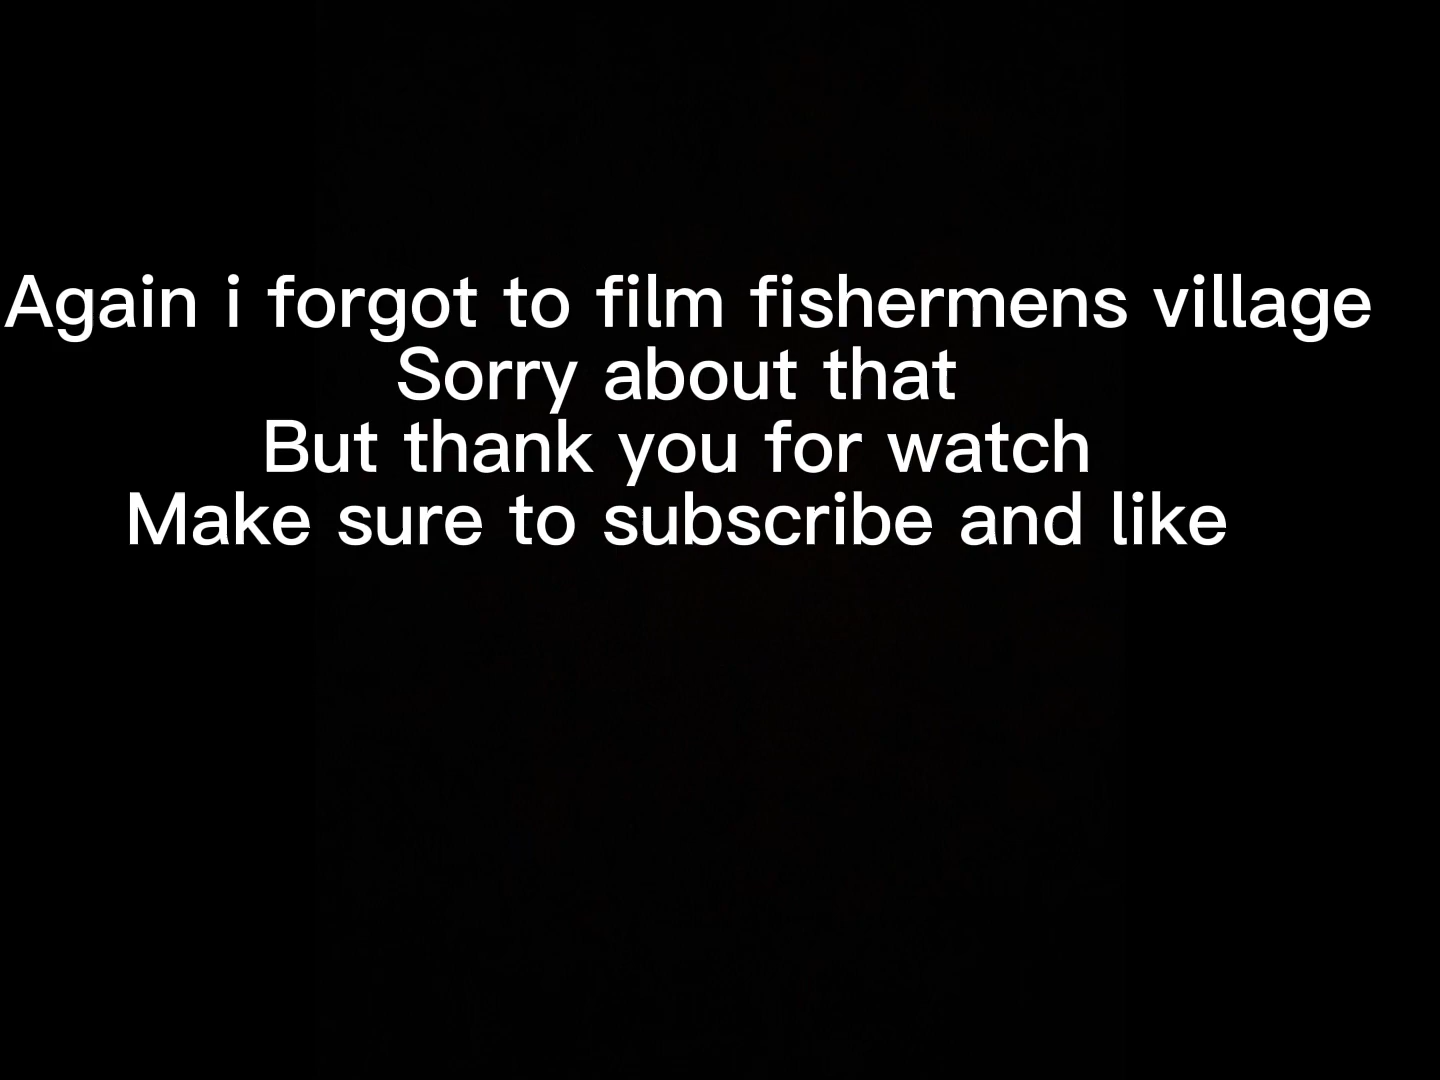 Again i forgot to film fishermens village
Sorry about that
But thank you for watch
Make sure to subscribe and like